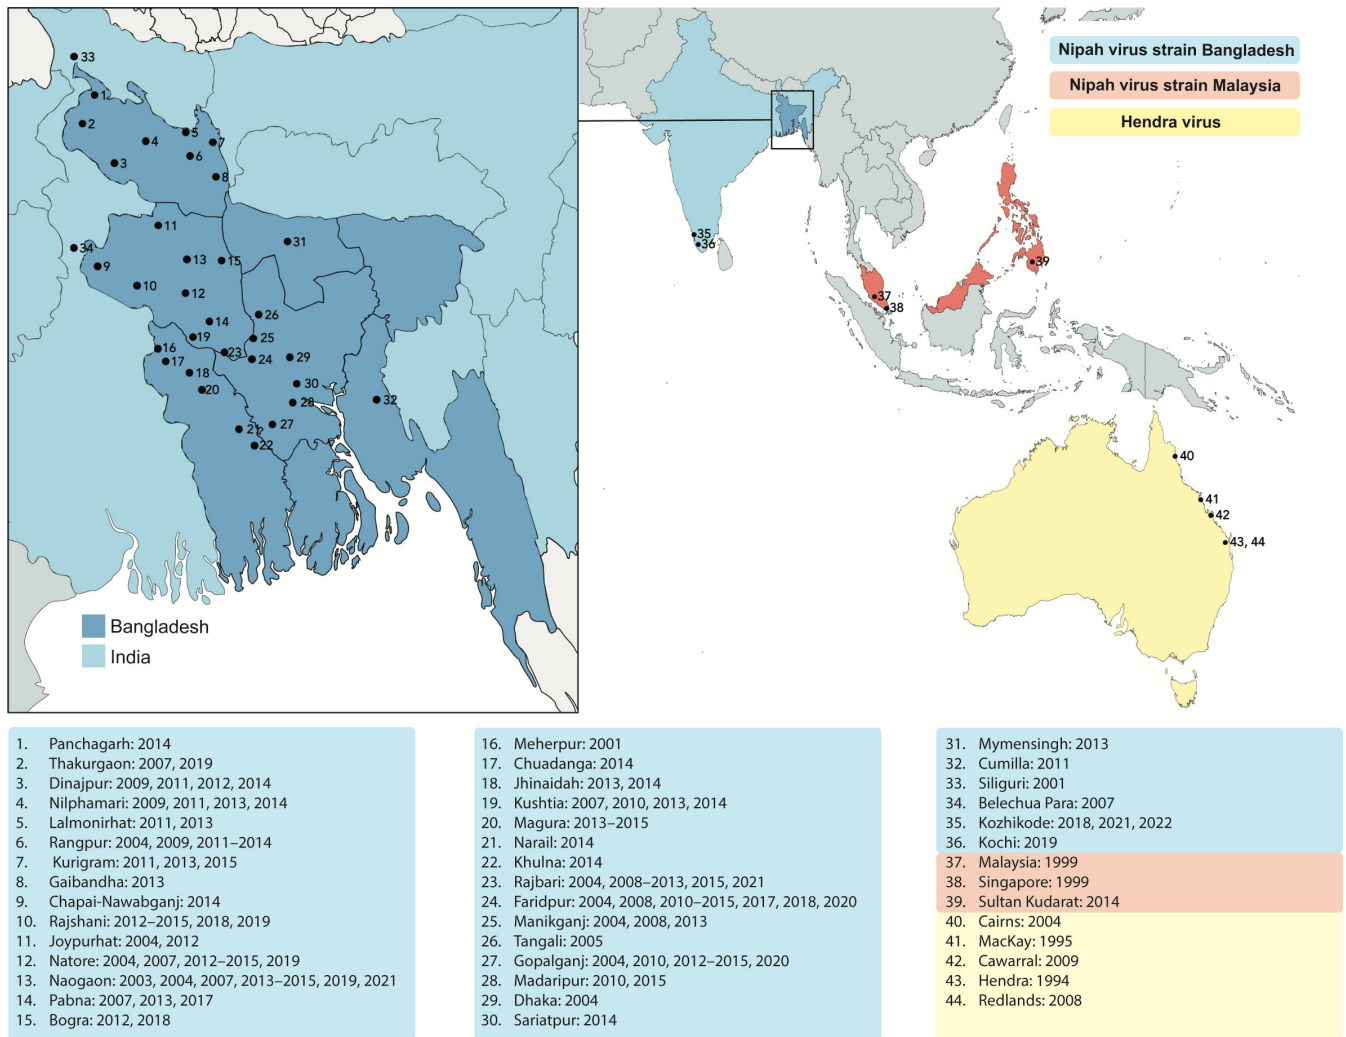 33
1
2
3
4
5
6
7
8
11
34
9
13
15
31
10
12
14
26
19
25
16
17
23
24
29
18
20
30
28
32
21
27
22
Bangladesh
India
Nipah virus strain Bangladesh
Nipah virus strain Malaysia
Hendra virus
35
36
39
37
38
40
41
42
43, 44
1. Panchagarh: 2014
2. Thakurgaon: 2007, 2019
3. Dinajpur: 2009, 2011, 2012, 2014
4. Nilphamari: 2009, 2011, 2013, 2014
5. Lalmonirhat: 2011, 2013
6. Rangpur: 2004, 2009, 2011–2014
7. Kurigram: 2011, 2013, 2015
8. Gaibandha: 2013
9. Chapai-Nawabganj: 2014
10. Rajshani: 2012–2015, 2018, 2019
11. Joypurhat: 2004, 2012
12. Natore: 2004, 2007, 2012–2015, 2019
13. Naogaon: 2003, 2004, 2007, 2013–2015, 2019, 2021
14. Pabna: 2007, 2013, 2017
15. Bogra: 2012, 2018
16. Meherpur: 2001
17. Chuadanga: 2014
18. Jhinaidah: 2013, 2014
19. Kushtia: 2007, 2010, 2013, 2014
20. Magura: 2013–2015
21. Narail: 2014
22. Khulna: 2014
23. Rajbari: 2004, 2008–2013, 2015, 2021
24. Faridpur: 2004, 2008, 2010–2015, 2017, 2018, 2020
25. Manikganj: 2004, 2008, 2013
26. Tangali: 2005
27. Gopalganj: 2004, 2010, 2012–2015, 2020
28. Madaripur: 2010, 2015
29. Dhaka: 2004
30. Sariatpur: 2014
31. Mymensingh: 2013
32. Cumilla: 2011
33. Siliguri: 2001
34. Belechua Para: 2007
35. Kozhikode: 2018, 2021, 2022
36. Kochi: 2019
37. Malaysia: 1999
38. Singapore: 1999
39. Sultan Kudarat: 2014
40. Cairns: 2004
41. MacKay: 1995
42. Cawarral: 2009
43. Hendra: 1994
44. Redlands: 2008